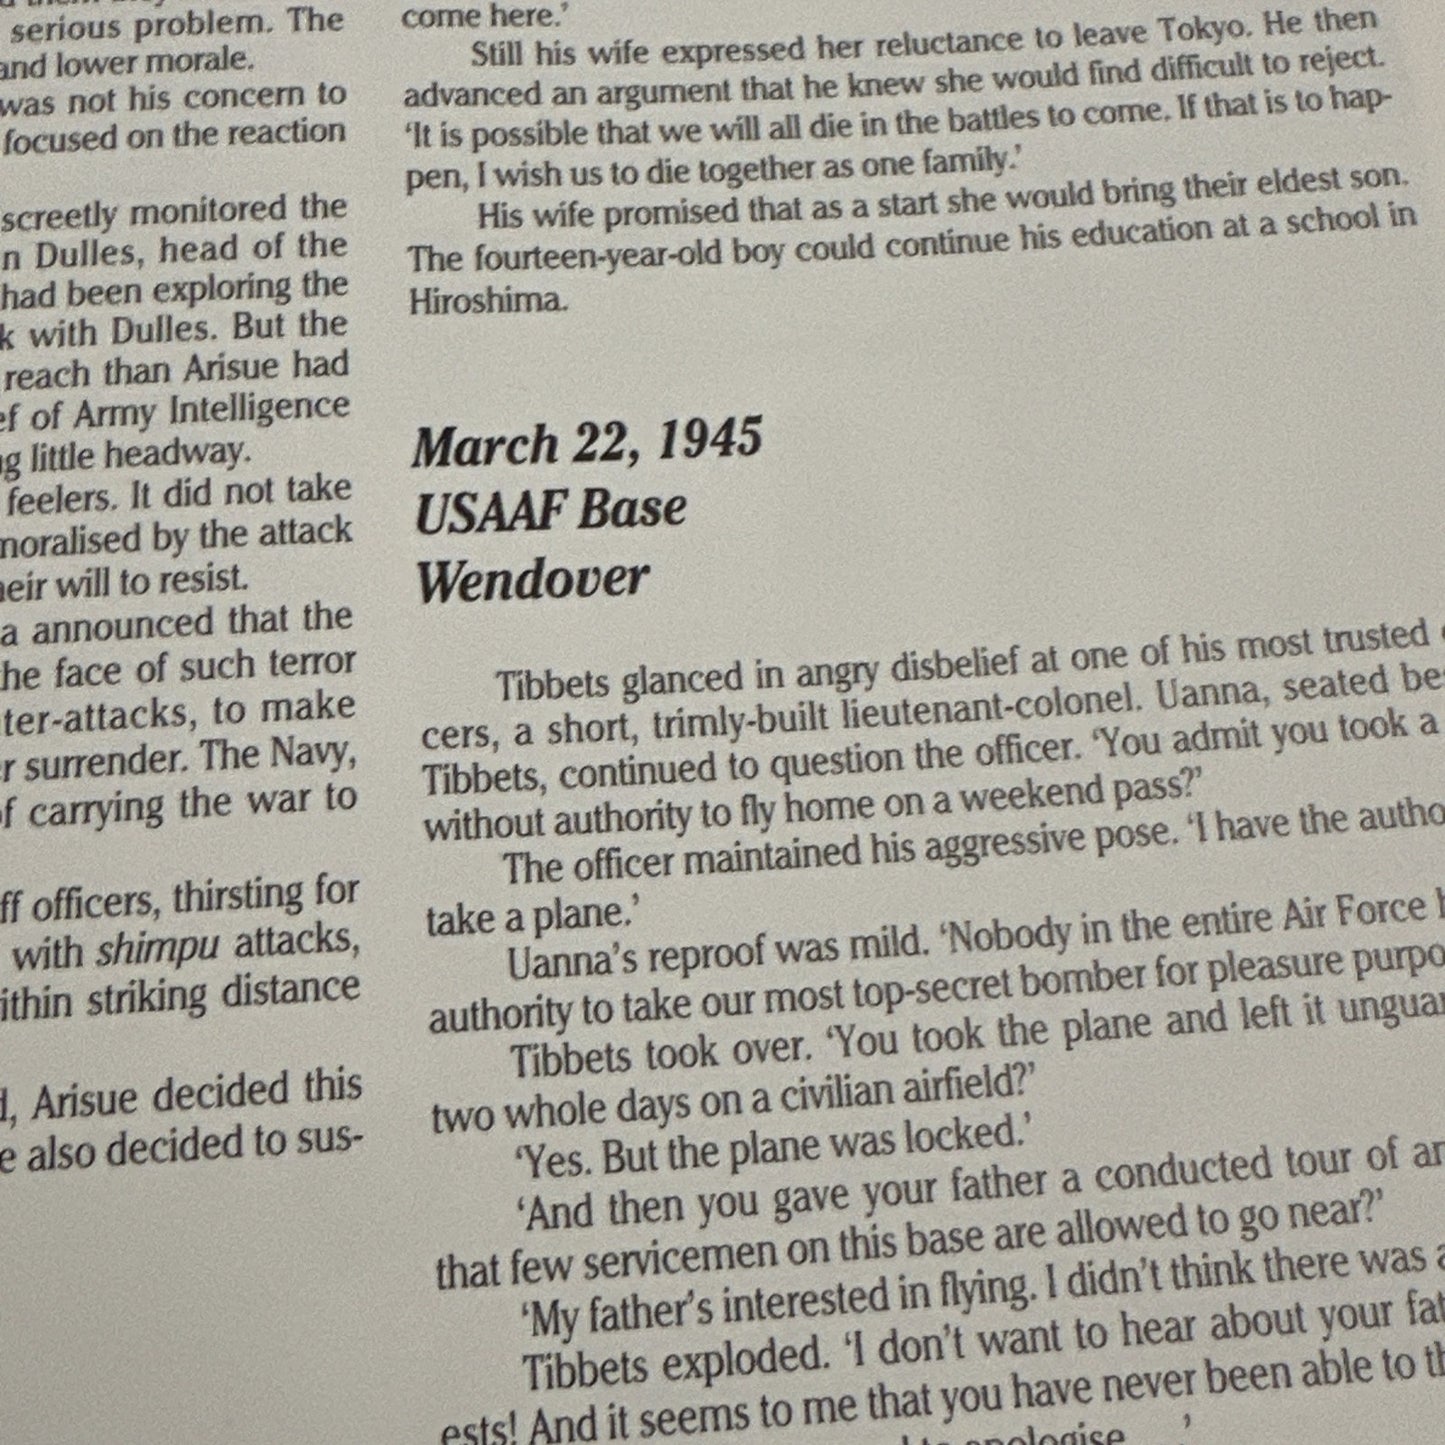 serious problem. The
and lower morale.
was not his concern to
focused on the reaction
screetly monitored the
n Dulles, head of the
had been exploring the
k with Dulles. But the
reach than Arisue had
ef of Army Intelligence
ng little headway.
feelers. It did not take
moralised by the attack
heir will to resist.
a announced that the
he face of such terror
ter-attacks, to make
r surrender. The Navy,
of carrying the war to
ff officers, thirsting for
with shimpu attacks,
ithin striking distance
d, Arisue decided this
e also decided to sus-
come here.’
Still his wife expressed her reluctance to leave Tokyo. He then
advanced an argument that he knew she would find difficult to reject.
‘It is possible that we will all die in the battles to come. If that is to hap-
pen, I wish us to die together as one family.’
His wife promised that as a start she would bring their eldest son.
The fourteen-year-old boy could continue his education at a school in
Hiroshima.
March 22, 1945
USAAF Base
Wendover
Tibbets glanced in angry disbelief at one of his most trusted
cers, a short, trimly-built lieutenant-colonel. Uanna, seated be
Tibbets, continued to question the officer. ‘You admit you took a
without authority to fly home on a weekend pass?’
The officer maintained his aggressive pose. ‘I have the autho
take a plane.’
Uanna’s reproof was mild. ‘Nobody in the entire Air Force h
authority to take our most top-secret bomber for pleasure purpo
Tibbets took over. ‘You took the plane and left it unguar
two whole days on a civilian airfield?’
‘Yes. But the plane was locked.’
‘And then you gave your father a conducted tour of an
that few servicemen on this base are allowed to go near?’
‘My father’s interested in flying. I didn’t think there was a
Tibbets exploded. ‘I don’t want to hear about your fat
ests! And it seems to me that you have never been able to th
to apologise ’